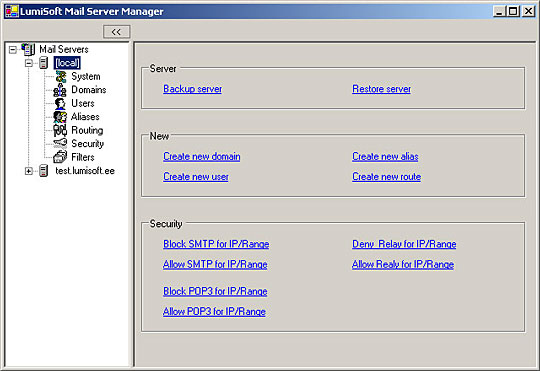 LumiSoft Mail Server Manager
<<
Mail Servers
[local]
System
Domains
Users
Aliases
Routing
Security
Filters
test.lumisoft.ee
Server
Backup server Restore server
New
Create new domain Create new alias
Create new user Create new route
Security
Block SMTP for IP/Range Deny Relay for IP/Range
Allow SMTP for IP/Range Allow Realy for IP/Range
Block POP3 for IP/Range
Allow POP3 for IP/Range